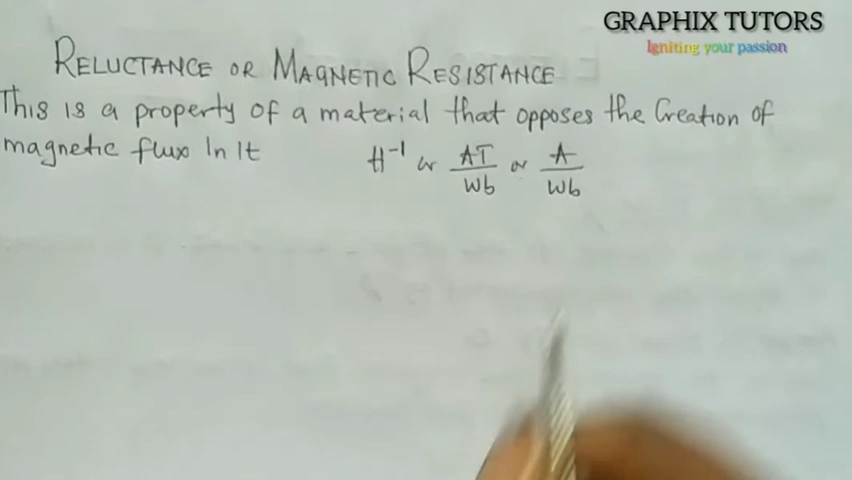 GRAPHIX TUTORS
Igniting your passion
RELUCTANCE OR MAGNETIC RESISTANCE
This is a property of a material that opposes the Creation of
magnetic flux In It H⁻¹ or AT/Wb or A/Wb